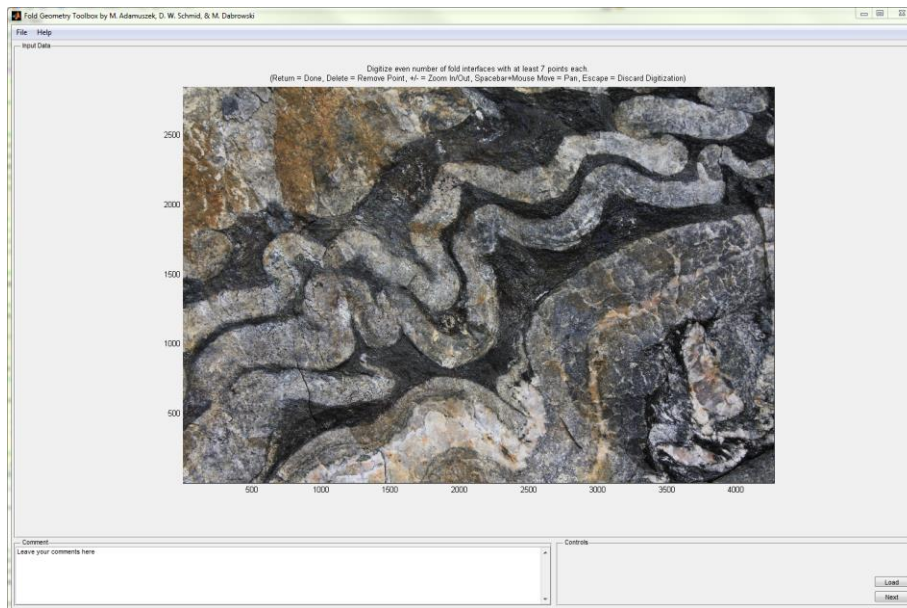 Fold Geometry Toolbox by M. Adamuszek, D. W. Schmid, & M. Dabrowski
File Help
Input Data
Digitize even number of fold interfaces with at least 7 points each.
(Return = Done, Delete = Remove Point, +/- = Zoom In/Out, Spacebar+Mouse Move = Pan, Escape = Discard Digitization)
2500
2000
1500
1000
500
500 1000 1500 2000 2500 3000 3500 4000
Comment
Leave your comments here
Controls
Load
Next